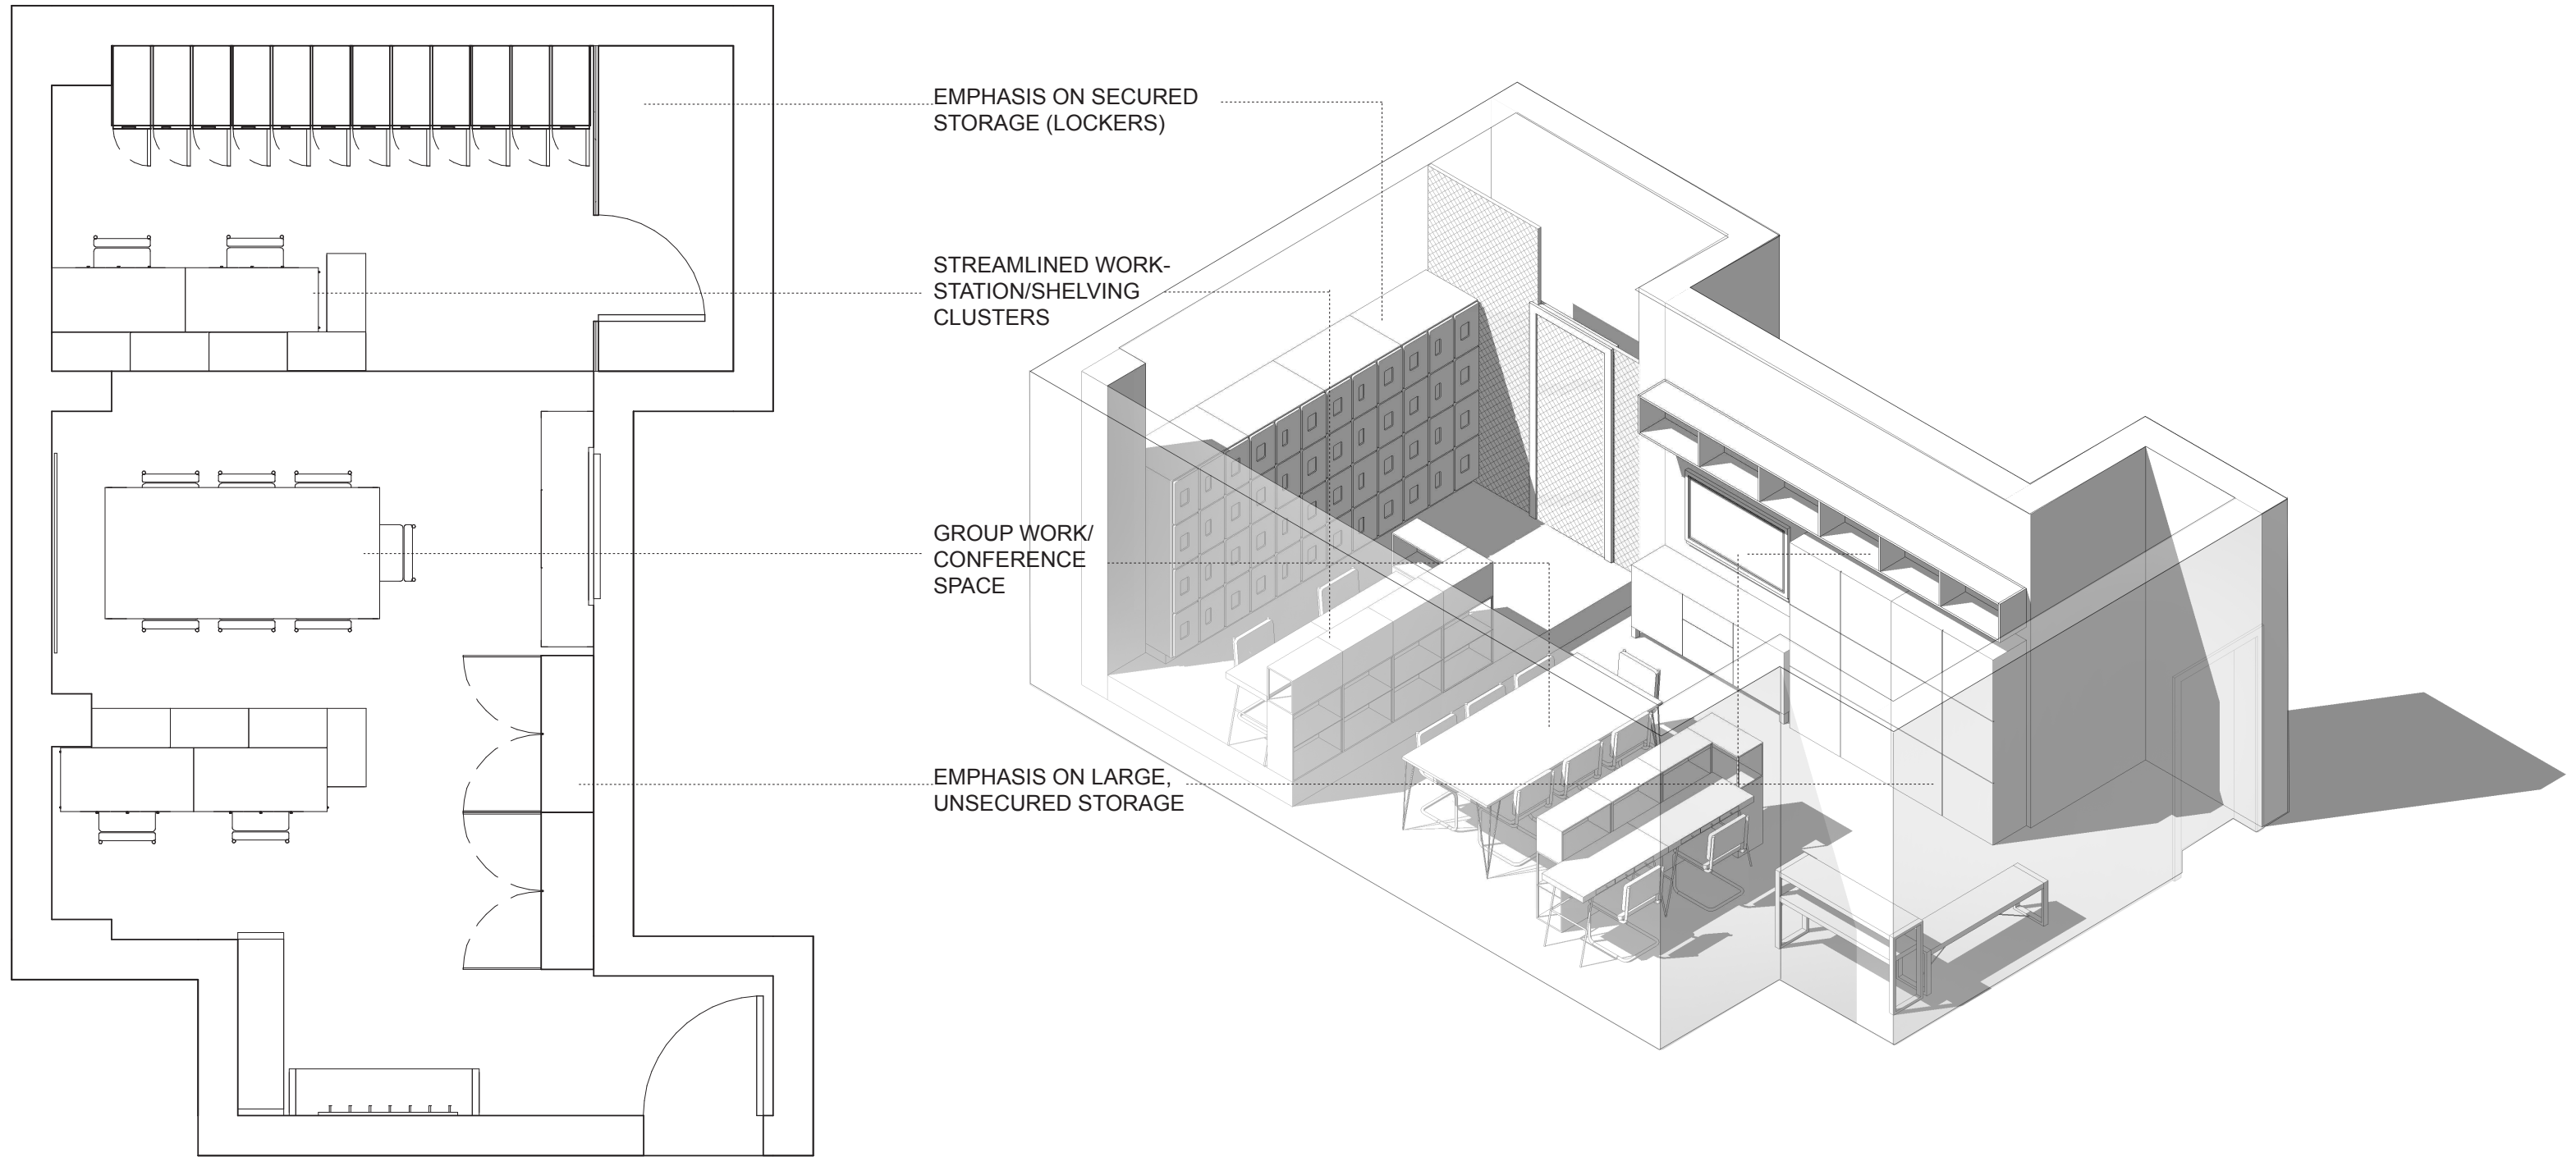 EMPHASIS ON SECURED
STORAGE (LOCKERS)
STREAMLINED WORK-
STATION/SHELVING
CLUSTERS
GROUP WORK/
CONFERENCE
SPACE
EMPHASIS ON LARGE,
UNSECURED STORAGE